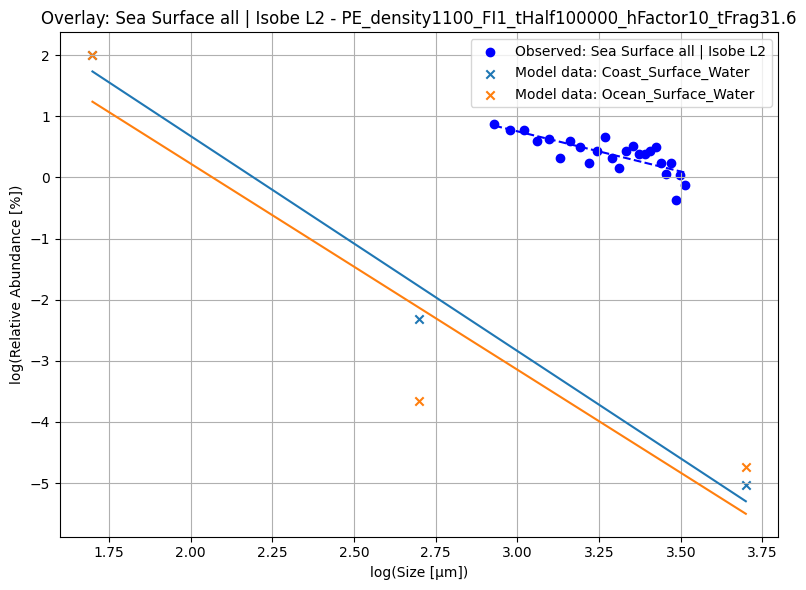 Overlay: Sea Surface all | Isobe L2 - PE_density1100_FI1_tHalf100000_hFactor10_tFrag31.6
Observed: Sea Surface all | Isobe L2
Model data: Coast_Surface_Water
Model data: Ocean_Surface_Water
log(Relative Abundance [%])
2
1
0
−1
−2
−3
−4
−5
1.75
2.00
2.25
2.50
2.75
3.00
3.25
3.50
3.75
log(Size [μm])